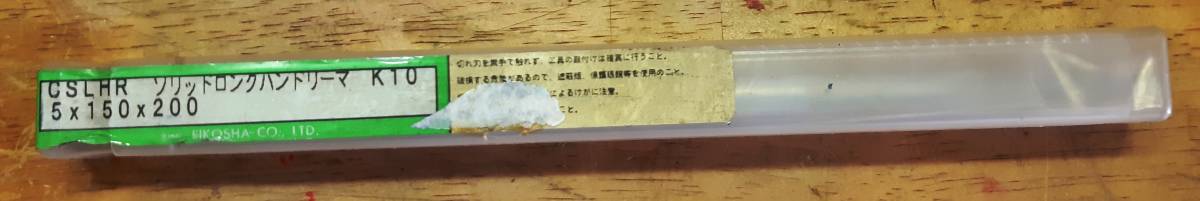 CSLHR ソリッドロングハンドリーマ K10
5x150x200
EIKOSHA CO., LTD.
切れ刃を素手で触れず、工具の取付けは確実に行うこと。
破損する危険があるので、遮蔽板、保護眼鏡等を使用のこと。
によるけがに注意。
こと。